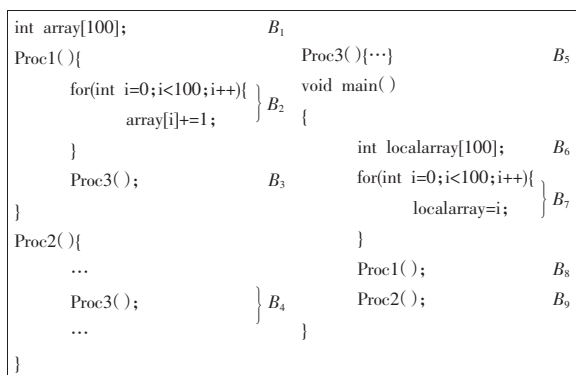 int array[100]; B1
Proc1( ){
for(int i=0;i<100;i++){
array[i]+=1; } B2
}
Proc3( ); B3
}
Proc2( ){
…
Proc3( ); } B4
…
}
Proc3( ){…} B5
void main( )
{
int localarray[100]; B6
for(int i=0;i<100;i++){
localarray=i; } B7
}
Proc1( ); B8
Proc2( ); B9
}